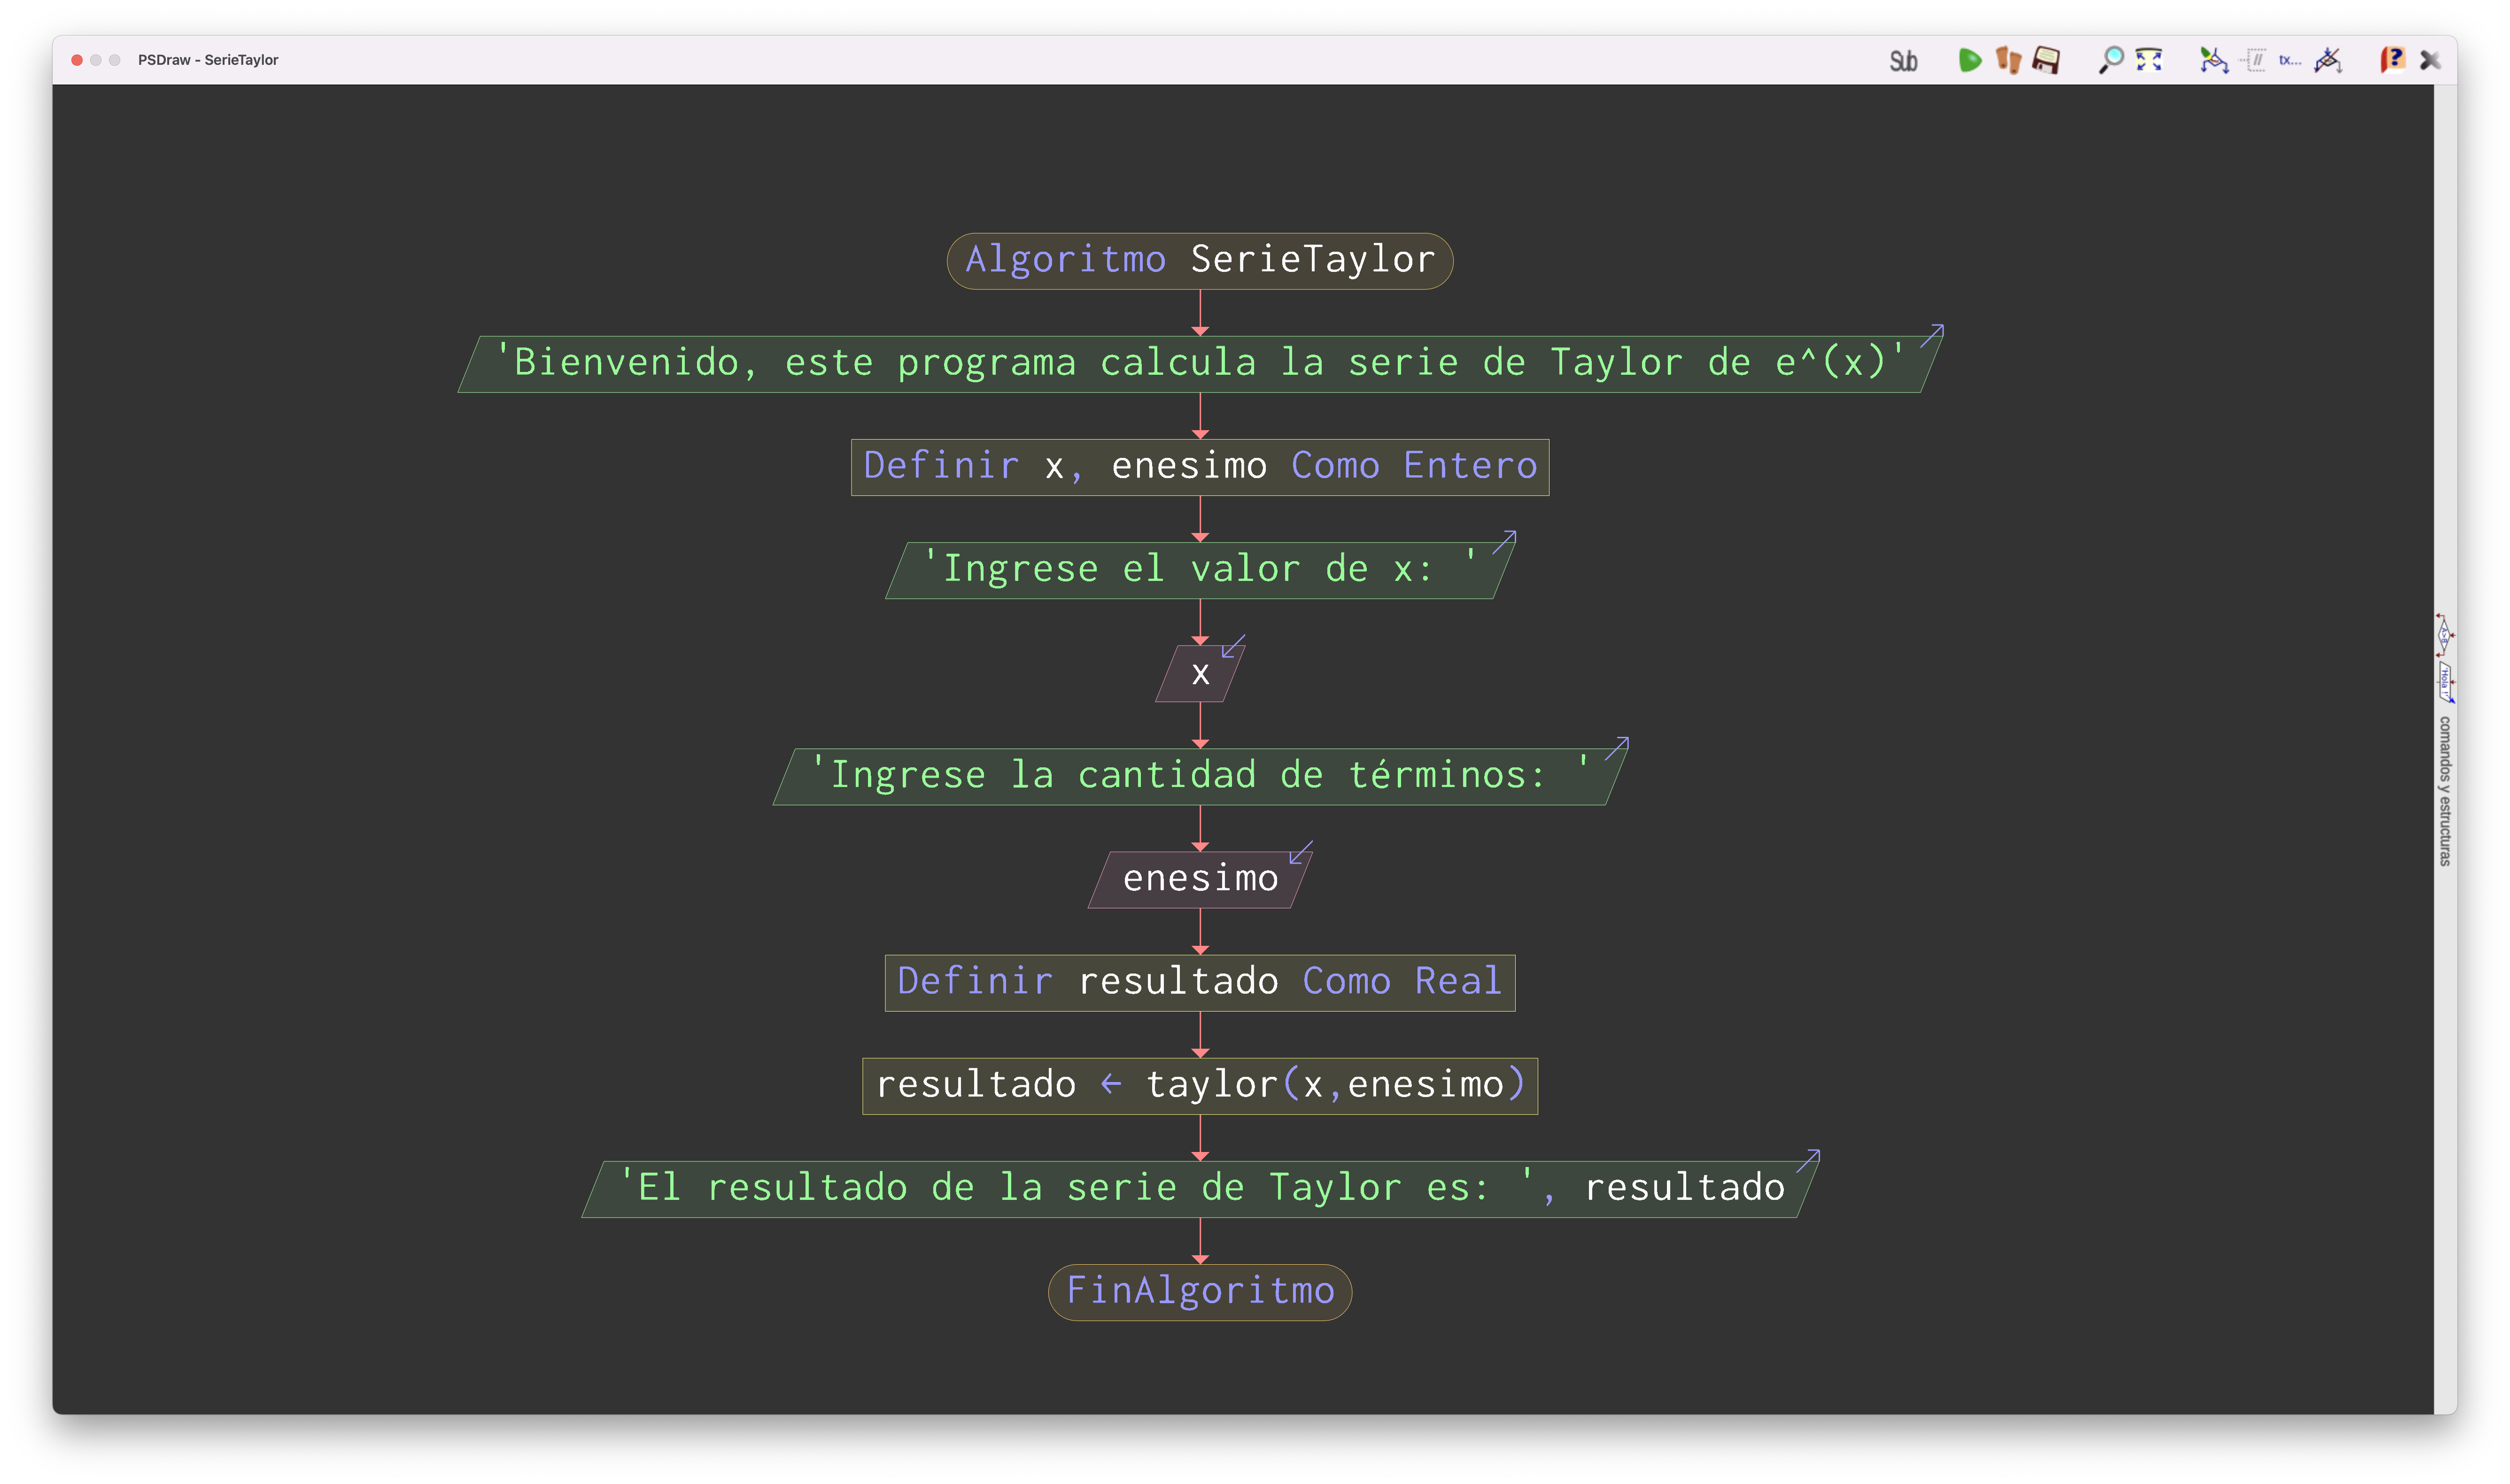 PSDraw - SerieTaylor
Sub
tx...
Algoritmo SerieTaylor
'Bienvenido, este programa calcula la serie de Taylor de e^(x)'
Definir x, enesimo Como Entero
'Ingrese el valor de x: '
x
'Ingrese la cantidad de términos: '
enesimo
Definir resultado Como Real
resultado ← taylor(x,enesimo)
'El resultado de la serie de Taylor es: ', resultado
FinAlgoritmo
'Hola !'
comandos y estructuras